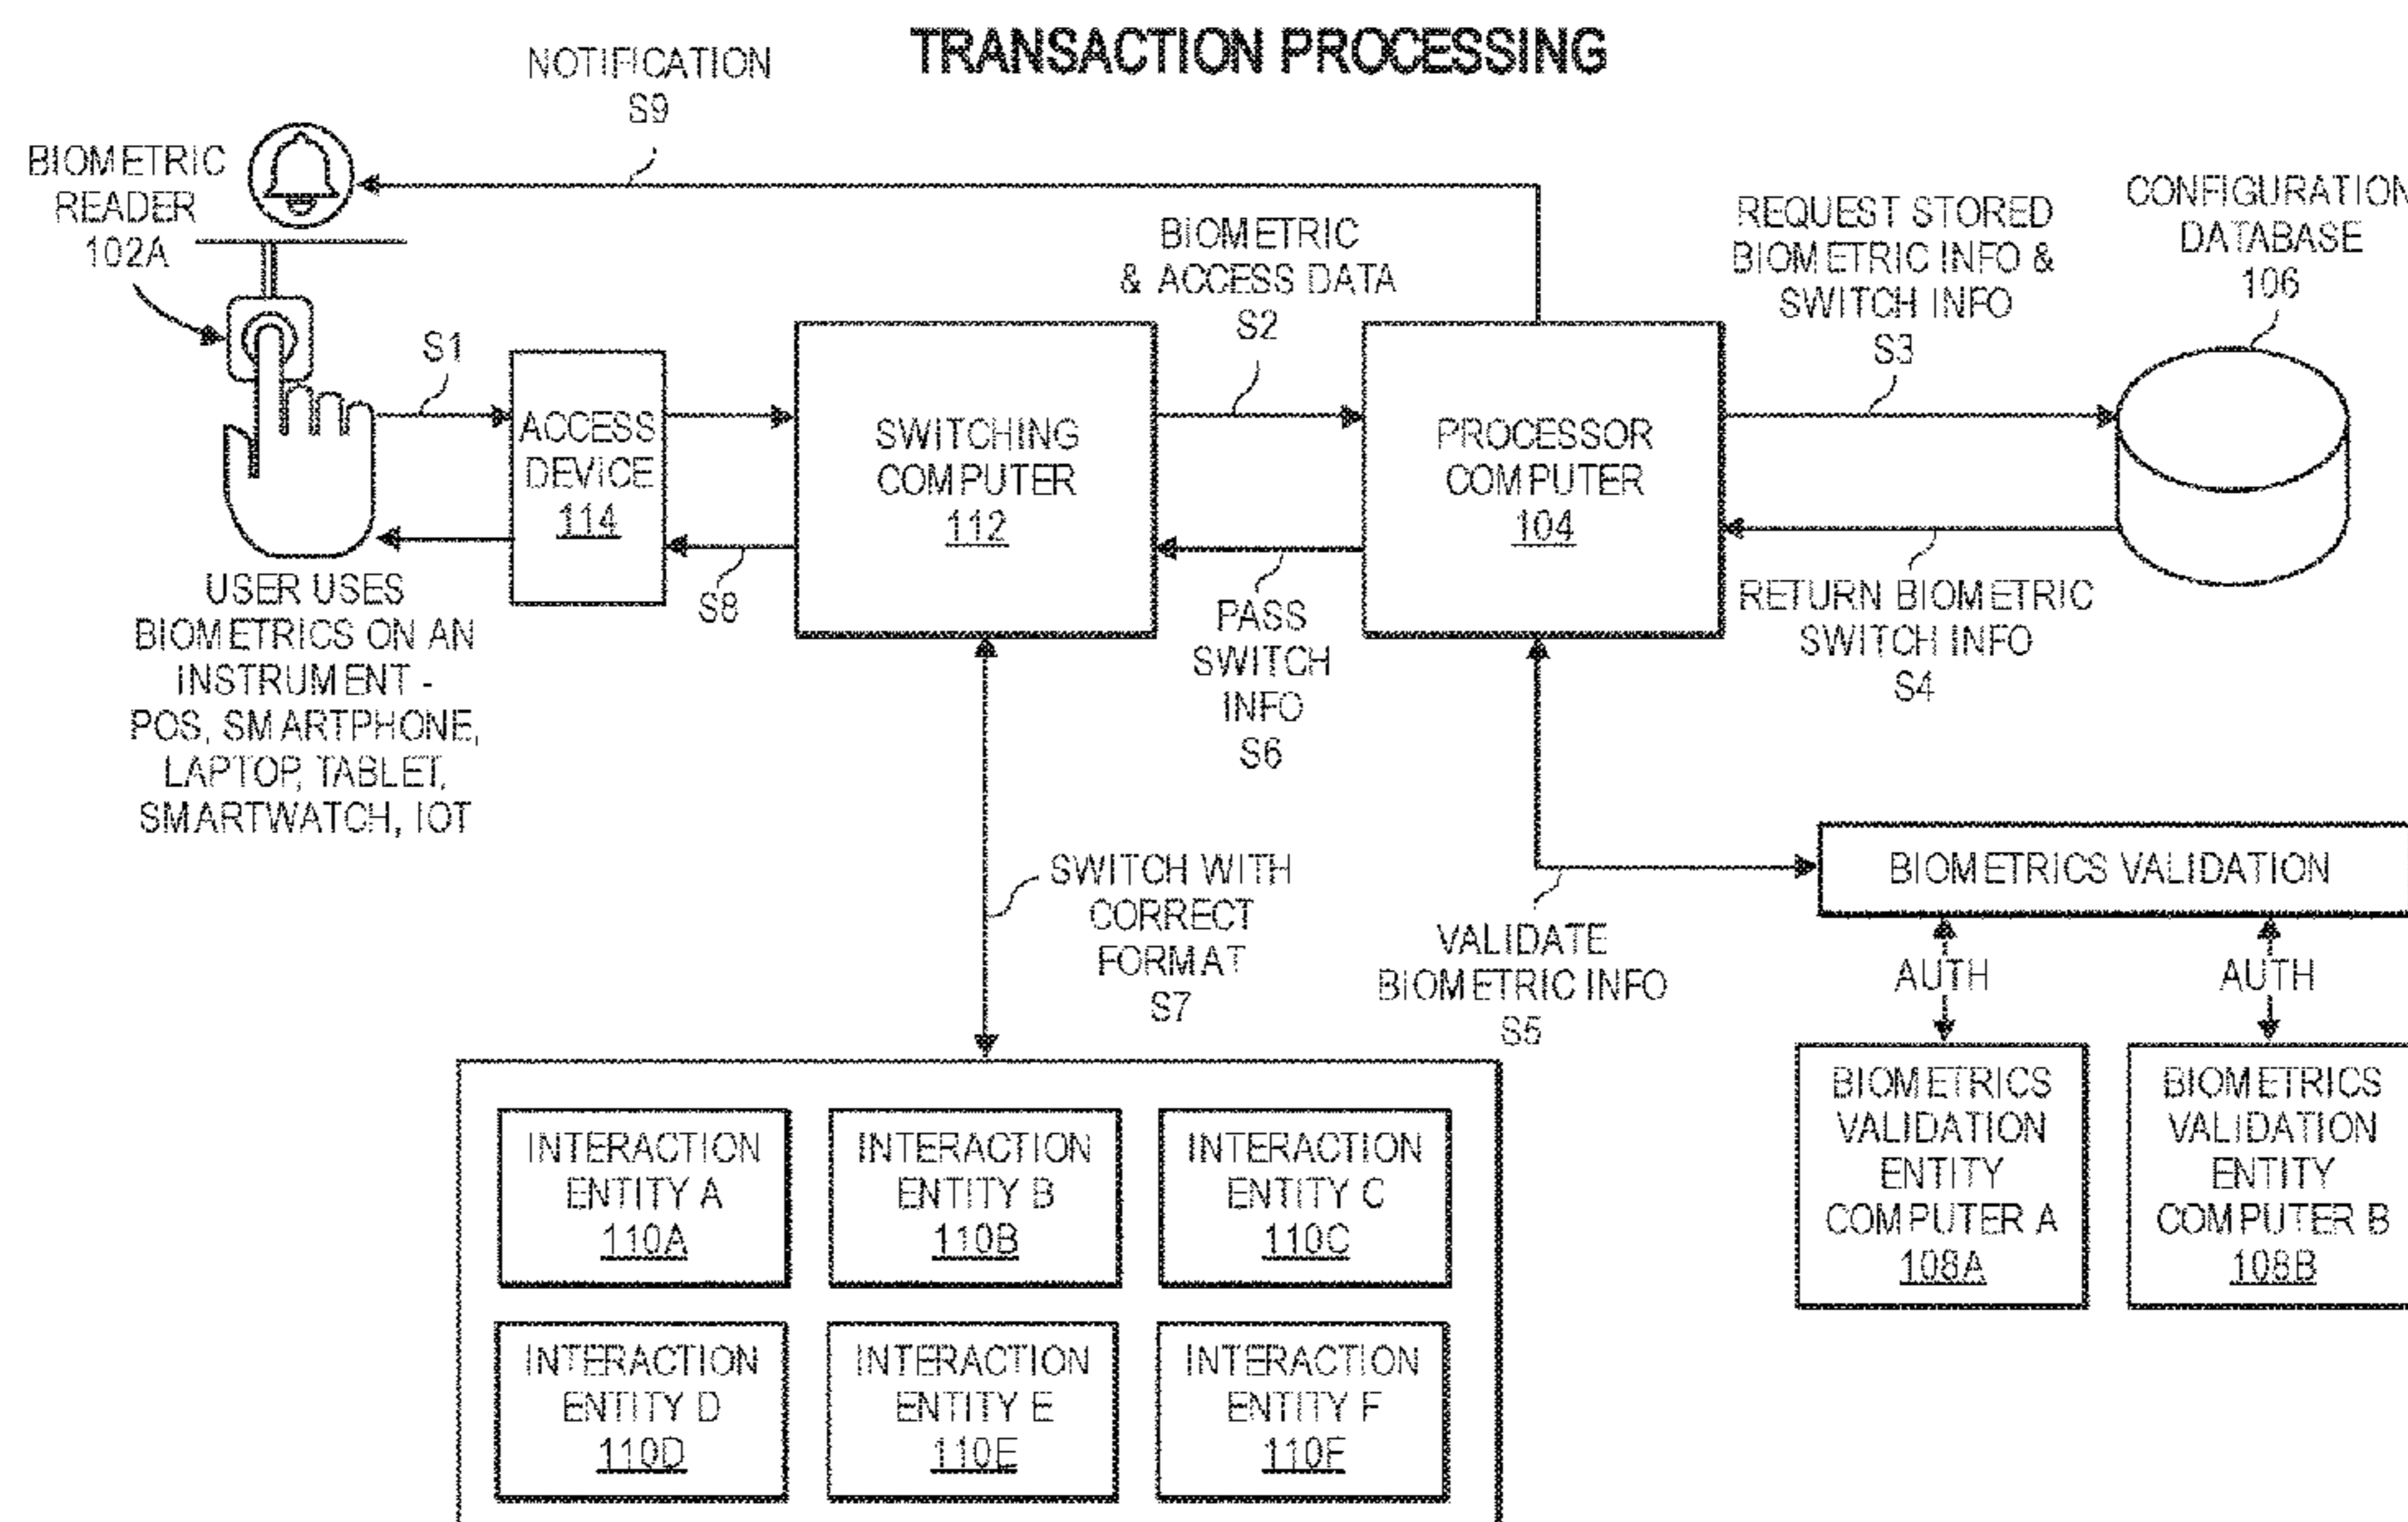 TRANSACTION PROCESSING
NOTIFICATION
S9
BIOMETRIC
READER
102A
BIOMETRIC
& ACCESS DATA
S2
REQUEST STORED
BIOMETRIC INFO &
SWITCH INFO
S3
CONFIGURATION
DATABASE
106
S1
ACCESS
DEVICE
114
SWITCHING
COMPUTER
112
PROCESSOR
COMPUTER
104
S8
PASS
SWITCH
INFO
S6
RETURN BIOMETRIC
SWITCH INFO
S4
USER USES
BIOMETRICS ON AN
INSTRUMENT -
POS, SMARTPHONE,
LAPTOP, TABLET,
SMARTWATCH, IOT
SWITCH WITH
CORRECT
FORMAT
S7
VALIDATE
BIOMETRIC INFO
S5
BIOMETRICS VALIDATION
AUTH
AUTH
BIOMETRICS
VALIDATION
ENTITY
COMPUTER A
108A
BIOMETRICS
VALIDATION
ENTITY
COMPUTER B
108B
INTERACTION
ENTITY A
110A
INTERACTION
ENTITY B
110B
INTERACTION
ENTITY C
110C
INTERACTION
ENTITY D
110D
INTERACTION
ENTITY E
110E
INTERACTION
ENTITY F
110F